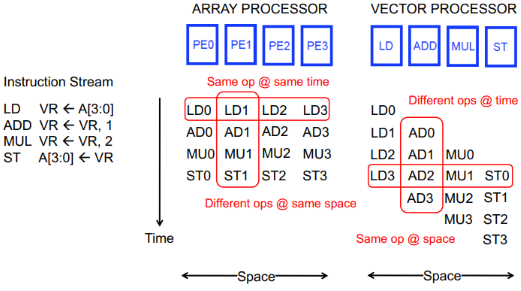 ARRAY PROCESSOR
VECTOR PROCESSOR
PE0 PE1 PE2 PE3
LD ADD MUL ST
Instruction Stream
LD VR ← A[3:0]
ADD VR ← VR, 1
MUL VR ← VR, 2
ST A[3:0] ← VR
Time
Same op @ same time
LD0 LD1 LD2 LD3
AD0 AD1 AD2 AD3
MU0 MU1 MU2 MU3
ST0 ST1 ST2 ST3
Different ops @ same space
Space
Different ops @ time
LD0
LD1 AD0
LD2 AD1 MU0
LD3 AD2 MU1 ST0
AD3 MU2 ST1
MU3 ST2
ST3
Same op @ space
Space